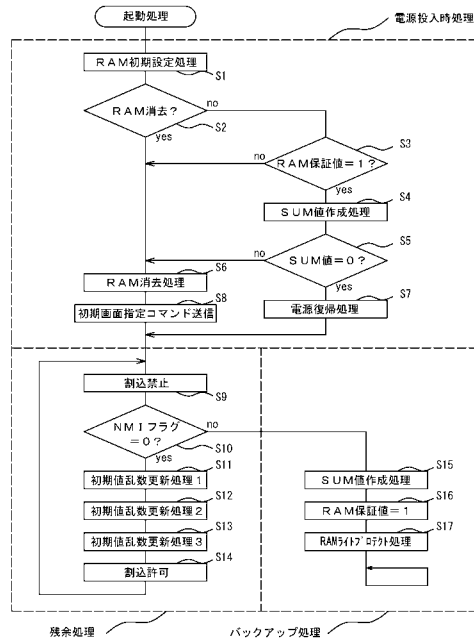 起動処理
電源投入時処理
RAM初期設定処理
S1
RAM消去?
no
S2
yes
S3
no
RAM保証値=1?
yes
S4
SUM値作成処理
S5
no
SUM値=0?
S6
yes
RAM消去処理
S7
S8
電源復帰処理
初期画面指定コマンド送信
割込禁止
S9
NMIフラグ
=0?
no
S10
yes
S11
初期値乱数更新処理1
S12
初期値乱数更新処理2
S13
初期値乱数更新処理3
S14
割込許可
S15
SUM値作成処理
S16
RAM保証値=1
S17
RAMライトプロテクト処理
残余処理
バックアップ処理